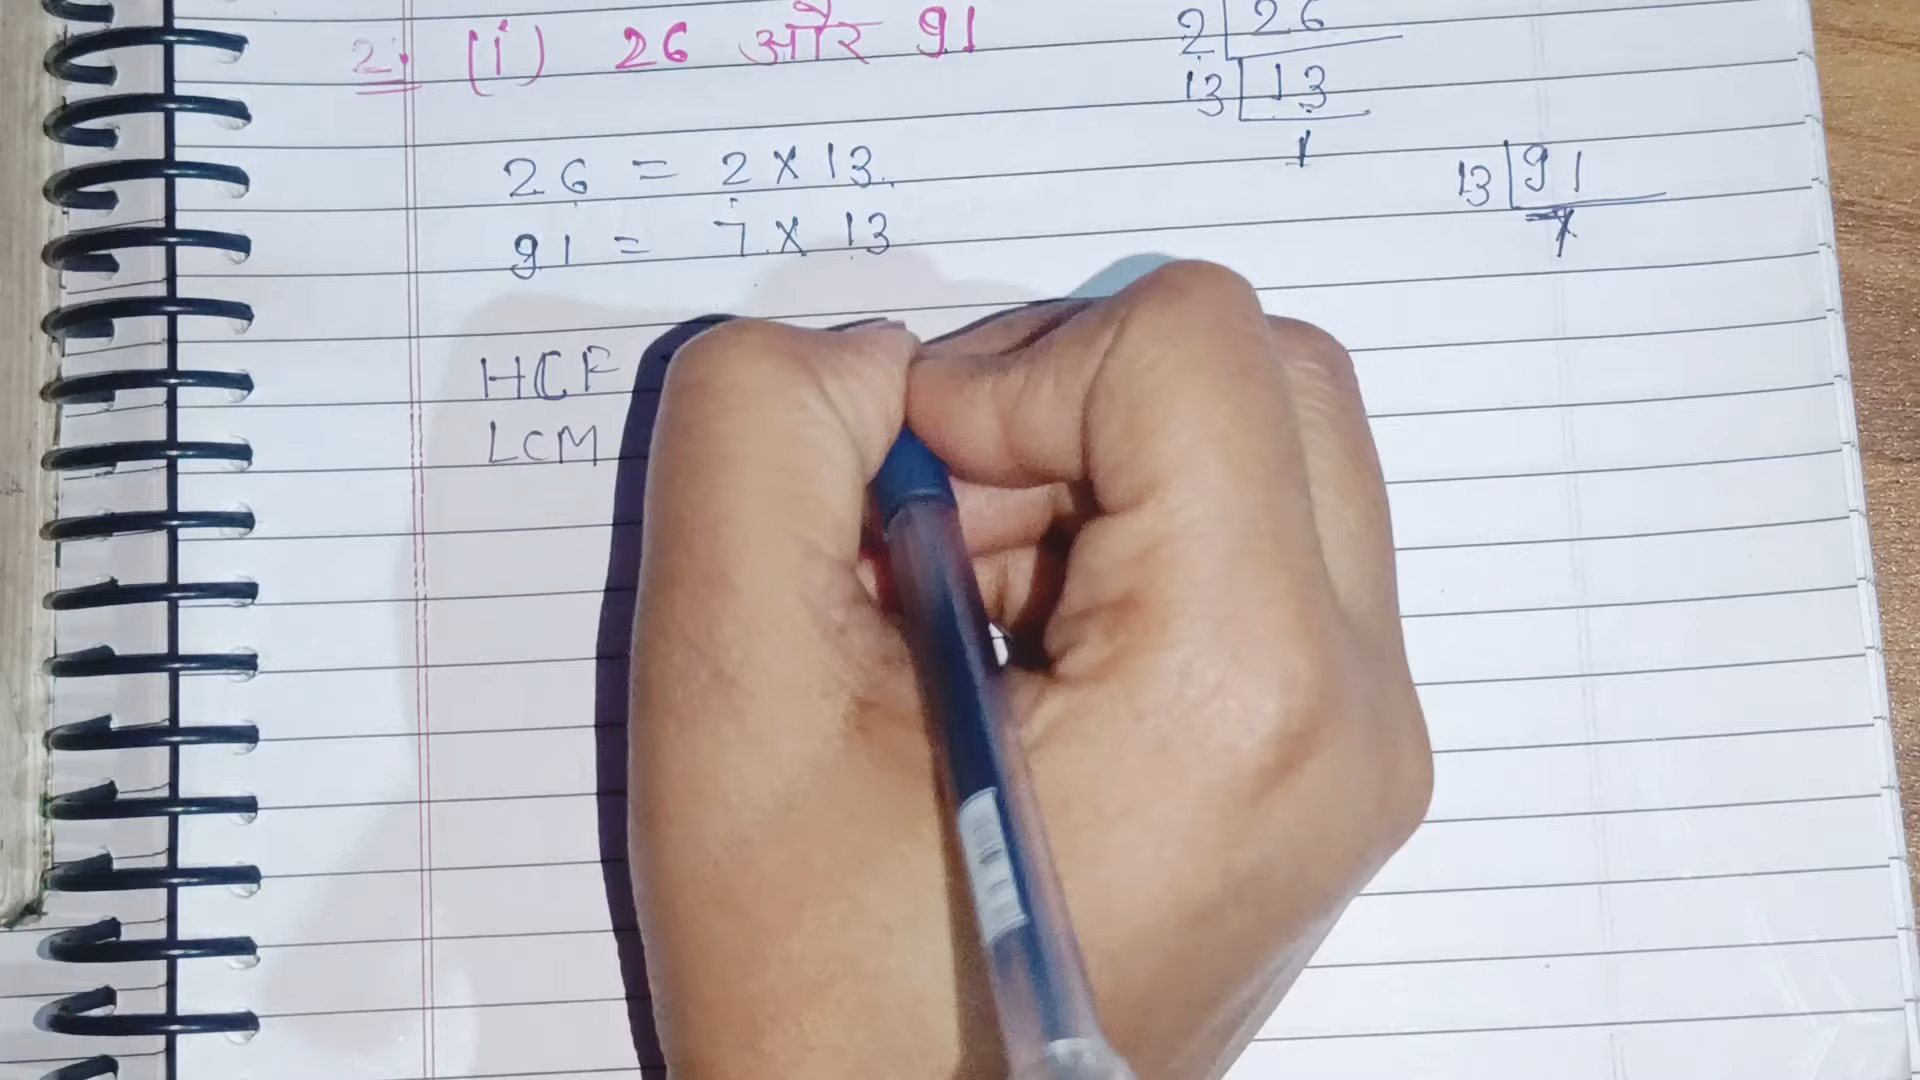 2. (i) 26 और 91
26 = 2 × 13
91 = 7 × 13
HCF
LCM
2 | 26
13 | 13
1
13 | 91
7